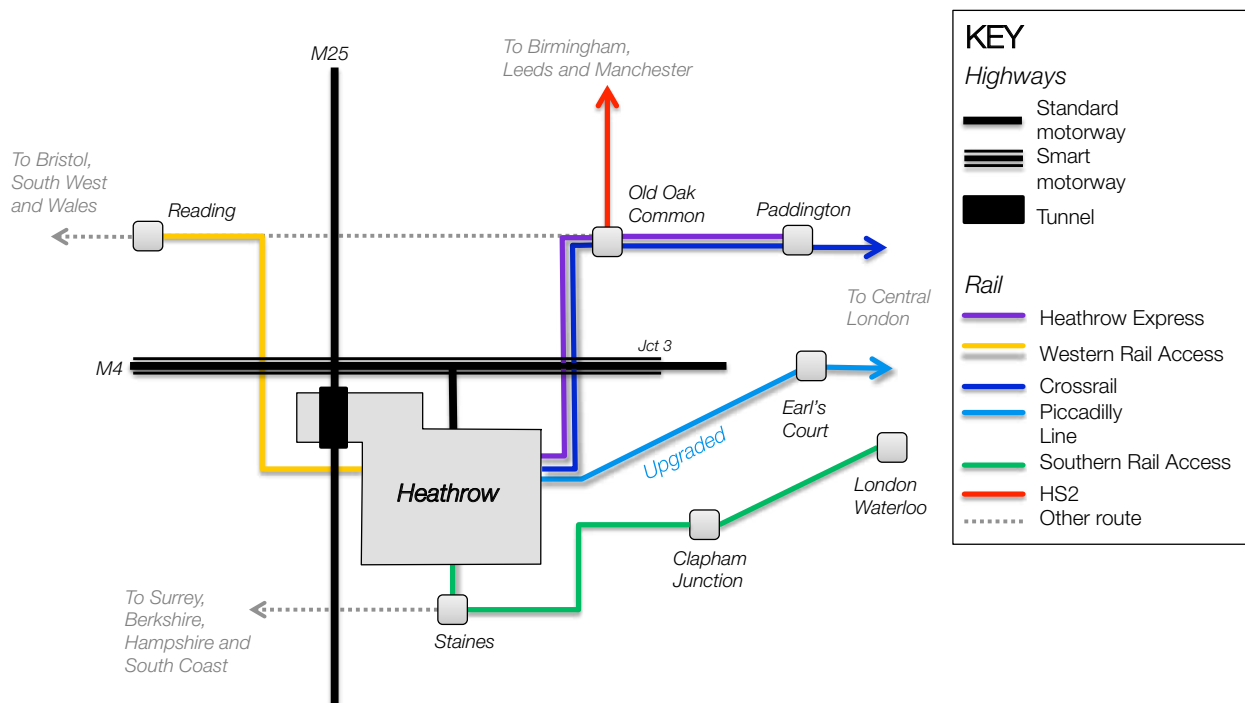 M25
To Birmingham,
Leeds and Manchester
To Bristol,
South West
and Wales
Reading
Old Oak
Common
Paddington
To Central
London
M4
Jct 3
Earl's
Court
Upgraded
Heathrow
London
Waterloo
Clapham
Junction
To Surrey,
Berkshire,
Hampshire and
South Coast
Staines
KEY
Highways
Standard
motorway
Smart
motorway
Tunnel
Rail
Heathrow Express
Western Rail Access
Crossrail
Piccadilly
Line
Southern Rail Access
HS2
Other route